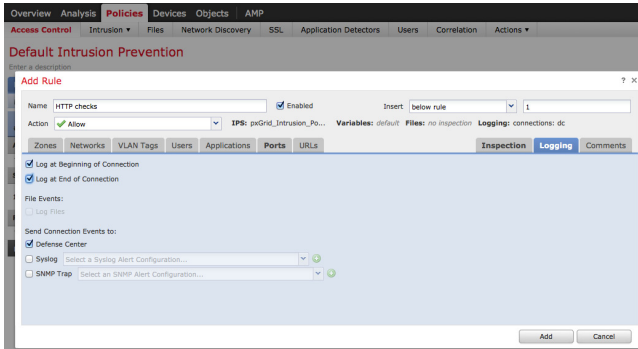 Overview Analysis Policies Devices Objects AMP
Access Control Intrusion ▾ Files Network Discovery SSL Application Detectors Users Correlation Actions ▾
Default Intrusion Prevention
Enter a description
Add Rule ? ×
Name HTTP checks Enabled Insert below rule 1
Action Allow IPS: pxGrid_Intrusion_Po... Variables: default Files: no inspection Logging: connections: dc
Zones Networks VLAN Tags Users Applications Ports URLs Inspection Logging Comments
Log at Beginning of Connection
Log at End of Connection
File Events:
Log Files
Send Connection Events to:
Defense Center
Syslog Select a Syslog Alert Configuration...
SNMP Trap Select an SNMP Alert Configuration...
Add Cancel